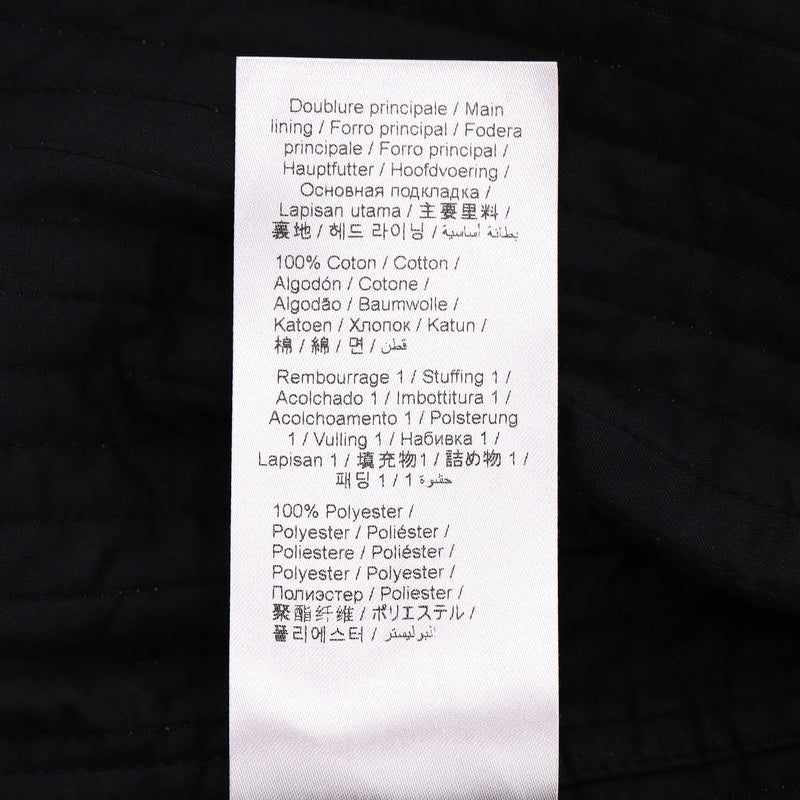 Doublure principale / Main
lining / Forro principal / Fodera
principale / Forro principal /
Hauptfutter / Hoofdvoering /
Основная подкладка /
Lapisan utama / 主要里料 /
裏地 / 헤드 라이닝 / بطانة أساسية
100% Coton / Cotton /
Algodón / Cotone /
Algodão / Baumwolle /
Katoen / Хлопок / Katun /
棉 / 綿 / 면 / قطن
Rembourrage 1 / Stuffing 1 /
Acolchado 1 / Imbottitura 1 /
Acolchoamento 1 / Polsterung
1 / Vulling 1 / Набивка 1 /
Lapisan 1 / 填充物1 / 詰め物 1 /
패딩 1 / 1 حشوة
100% Polyester /
Polyester / Poliéster /
Poliestere / Poliéster /
Polyester / Polyester /
Полиэстер / Poliester /
聚酯纤维 / ポリエステル /
폴리에스터 / البوليستر